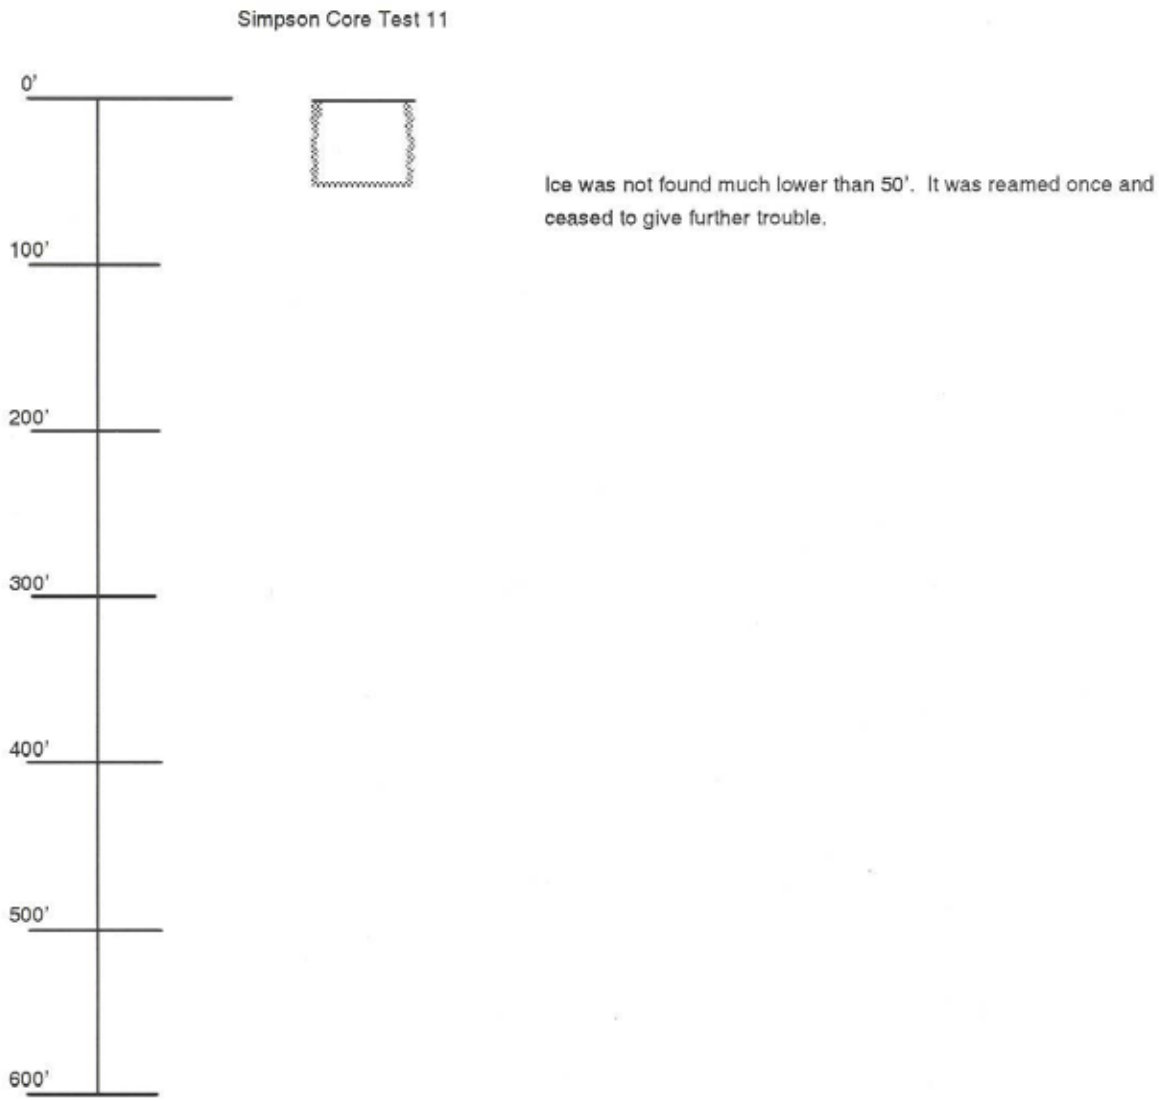 Simpson Core Test 11
0'
Ice was not found much lower than 50'. It was reamed once and
ceased to give further trouble.
100'
200'
300'
400'
500'
600'